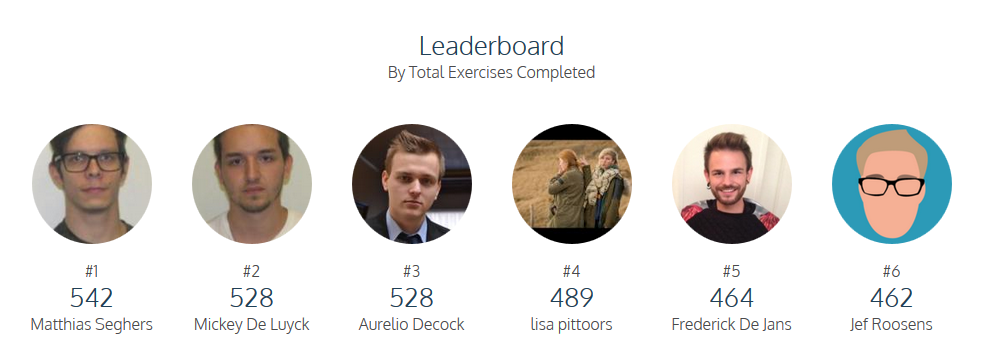 Leaderboard
By Total Exercises Completed
#1
542
Matthias Seghers
#2
528
Mickey De Luyck
#3
528
Aurelio Decock
#4
489
lisa pittoors
#5
464
Frederick De Jans
#6
462
Jef Roosens